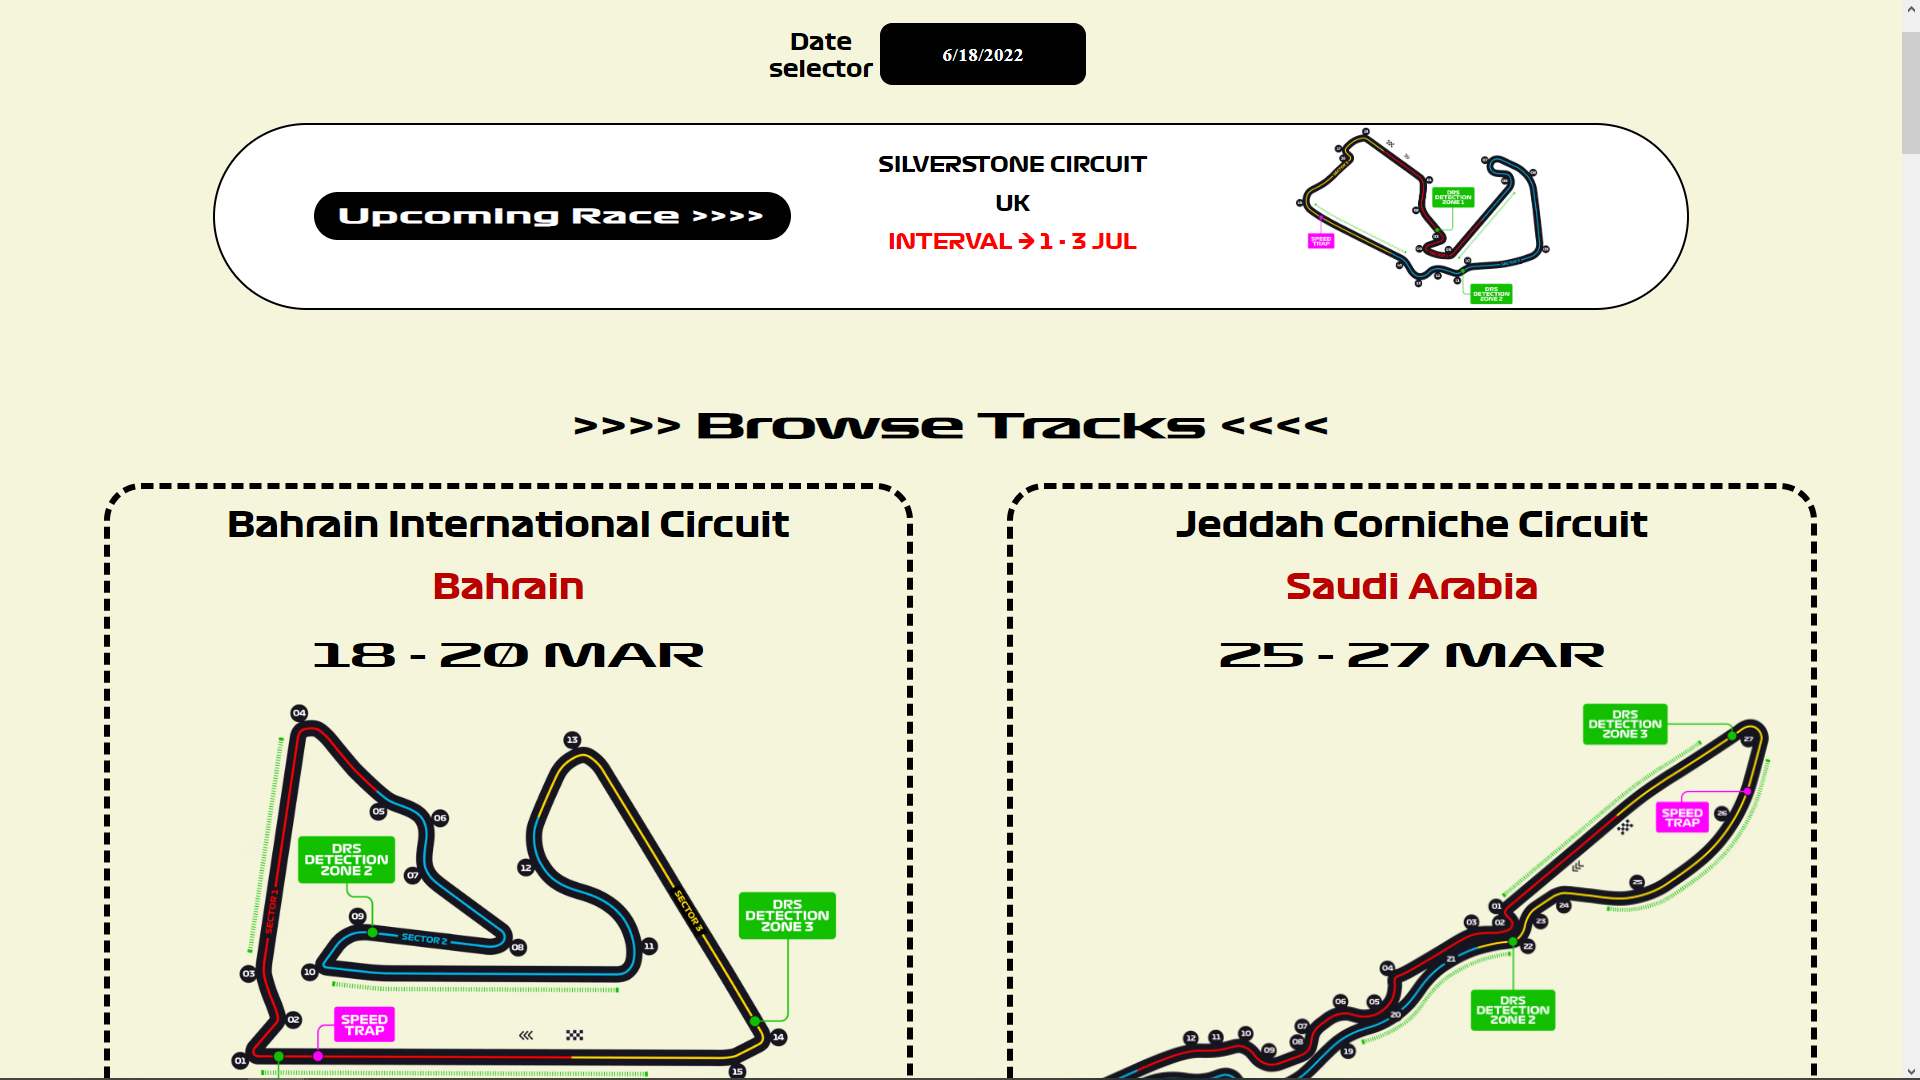 Date
selector
6/18/2022
Upcoming Race >>>>
SILVERSTONE CIRCUIT
UK
INTERVAL → 1 - 3 JUL
DRS
DETECTION
ZONE 1
SPEED
TRAP
DRS
DETECTION
ZONE 2
>>>> Browse Tracks <<<<
Bahrain International Circuit
Bahrain
18 - 20 MAR
04
13
05
06
DRS
DETECTION
ZONE 2
07
12
SECTOR 1
SECTOR 3
DRS
DETECTION
ZONE 3
09
SECTOR 2
08
11
10
03
02
SPEED
TRAP
14
01
15
Jeddah Corniche Circuit
Saudi Arabia
25 - 27 MAR
DRS
DETECTION
ZONE 3
27
SPEED
TRAP
26
25
24
01
03
02
23
22
21
04
DRS
DETECTION
ZONE 2
06
05
20
07
12
11
10
08
09
19